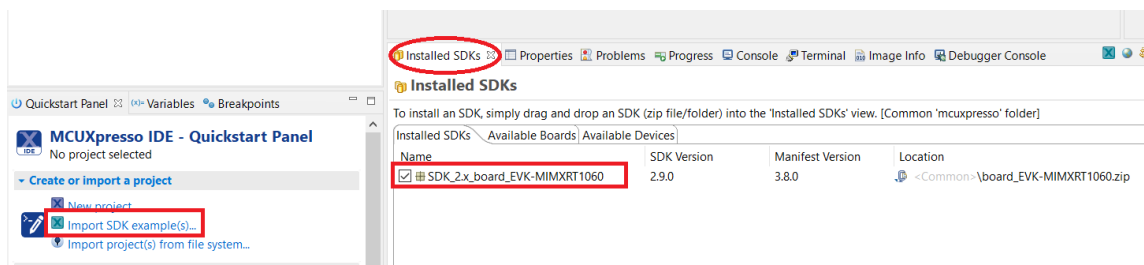 Installed SDKs Properties Problems Progress Console Terminal Image Info Debugger Console
Installed SDKs
To install an SDK, simply drag and drop an SDK (zip file/folder) into the 'Installed SDKs' view. [Common 'mcuxpresso' folder]
Installed SDKs Available Boards Available Devices
Name SDK Version Manifest Version Location
SDK_2.x_board_EVK-MIMXRT1060 2.9.0 3.8.0 <Common>\board_EVK-MIMXRT1060.zip
Quickstart Panel (x)= Variables Breakpoints
MCUXpresso IDE - Quickstart Panel
IDE
No project selected
Create or import a project
New project...
Import SDK example(s)...
Import project(s) from file system...